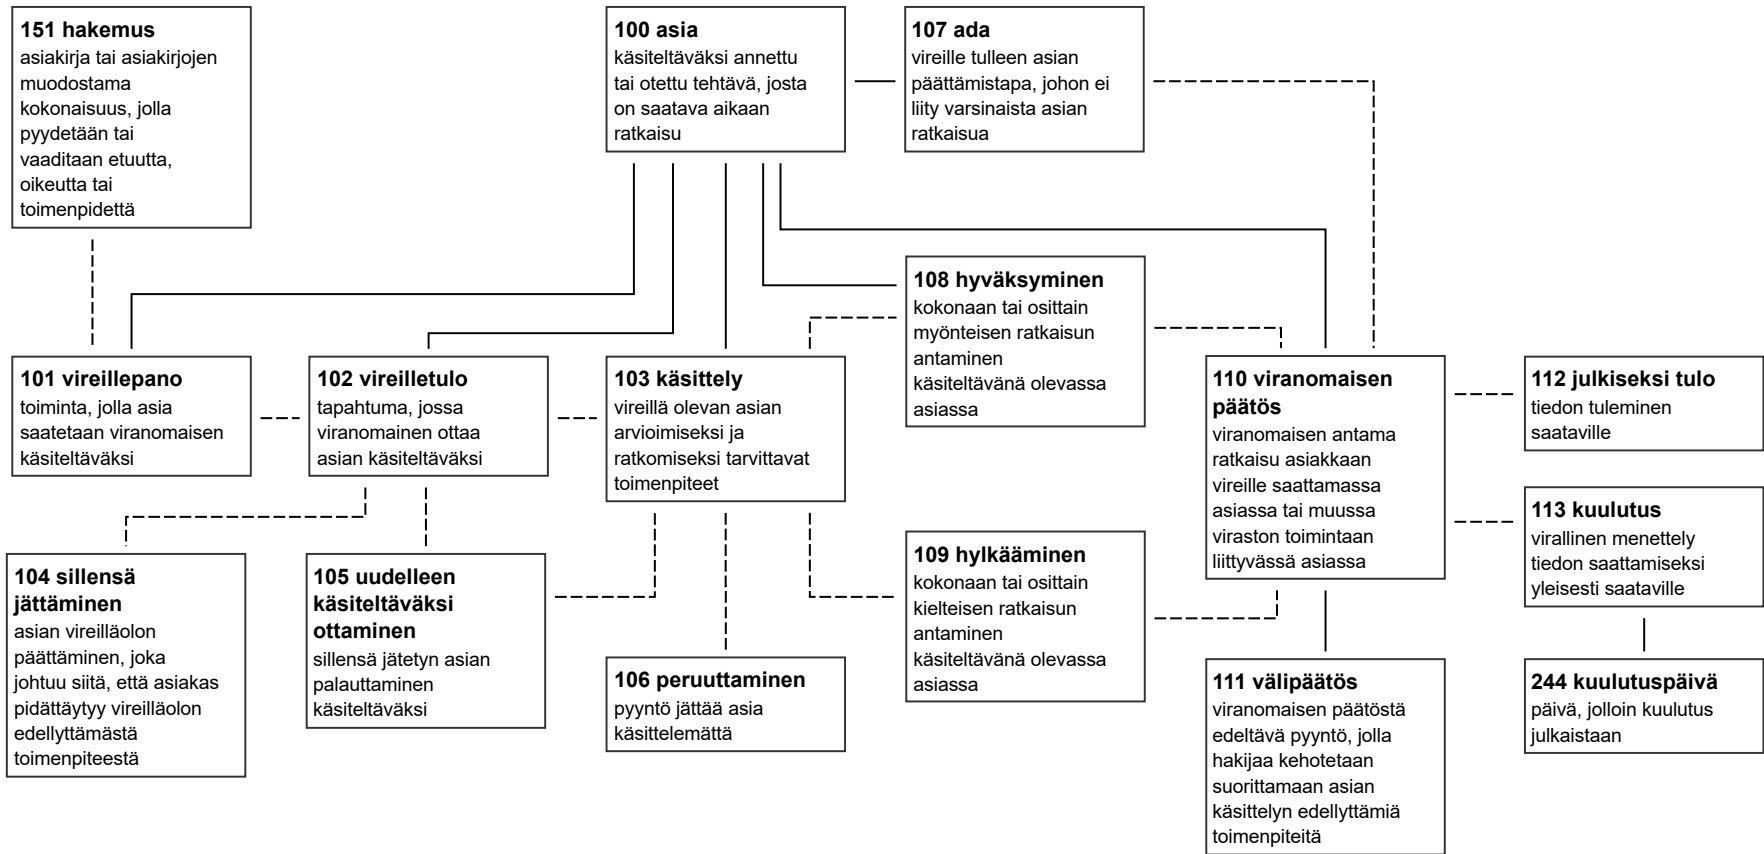 151 hakemus
asiakirja tai asiakirjojen
muodostama
kokonaisuus, jolla
pyydetään tai
vaaditaan etuutta,
oikeutta tai
toimenpidettä
100 asia
käsiteltäväksi annettu
tai otettu tehtävä, josta
on saatava aikaan
ratkaisu
107 ada
vireille tulleen asian
päättämistapa, johon ei
liity varsinaista asian
ratkaisua
108 hyväksyminen
kokonaan tai osittain
myönteisen ratkaisun
antaminen
käsiteltävänä olevassa
asiassa
101 vireillepano
toiminta, jolla asia
saatetaan viranomaisen
käsiteltäväksi
102 vireilletulo
tapahtuma, jossa
viranomainen ottaa
asian käsiteltäväksi
103 käsittely
vireillä olevan asian
arvioimiseksi ja
ratkomiseksi tarvittavat
toimenpiteet
110 viranomaisen
päätös
viranomaisen antama
ratkaisu asiakkaan
vireille saattamassa
asiassa tai muussa
viraston toimintaan
liittyvässä asiassa
112 julkiseksi tulo
tiedon tuleminen
saataville
113 kuulutus
virallinen menettely
tiedon saattamiseksi
yleisesti saataville
104 sillensä
jättäminen
asian vireilläolon
päättäminen, joka
johtuu siitä, että asiakas
pidättäytyy vireilläolon
edellyttämästä
toimenpiteestä
105 uudelleen
käsiteltäväksi
ottaminen
sillensä jätetyn asian
palauttaminen
käsiteltäväksi
106 peruuttaminen
pyyntö jättää asia
käsittelemättä
109 hylkääminen
kokonaan tai osittain
kielteisen ratkaisun
antaminen
käsiteltävänä olevassa
asiassa
111 välipäätös
viranomaisen päätöstä
edeltävä pyyntö, jolla
hakijaa kehotetaan
suorittamaan asian
käsittelyn edellyttämiä
toimenpiteitä
244 kuulutuspäivä
päivä, jolloin kuulutus
julkaistaan